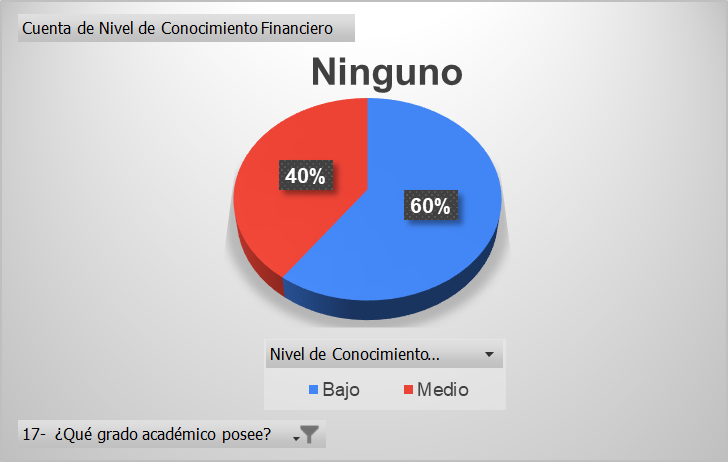 Cuenta de Nivel de Conocimiento Financiero
Ninguno
40%
60%
Nivel de Conocimiento...
Bajo Medio
17- ¿Qué grado académico posee?